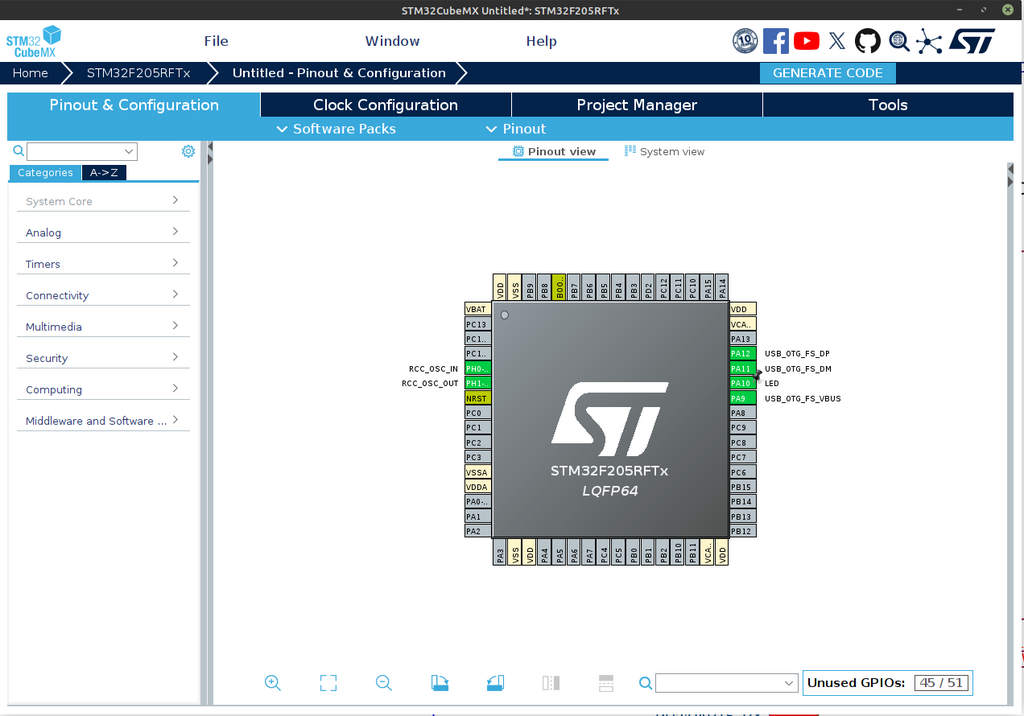 STM32CubeMX Untitled*: STM32F205RFTx
STM32 CubeMX
File Window Help
10
Home STM32F205RFTx Untitled - Pinout & Configuration GENERATE CODE
Pinout & Configuration Clock Configuration Project Manager Tools
Software Packs Pinout
Pinout view System view
Categories A->Z
System Core
Analog
Timers
Connectivity
Multimedia
Security
Computing
Middleware and Software ...
VDD VSS PB9 PB8 BOO.. PB7 PB6 PB5 PB4 PB3 PD2 PC12 PC11 PC10 PA15 PA14
VBAT VDD
PC13 VCA..
PC1.. PA13
PC1.. PA12 USB_OTG_FS_DP
RCC_OSC_IN PH0-.. PA11 USB_OTG_FS_DM
RCC_OSC_OUT PH1-.. PA10 LED
NRST PA9 USB_OTG_FS_VBUS
PC0 PA8
PC1 PC9
PC2 PC8
PC3 PC7
VSSA PC6
VDDA PB15
PA0-.. PB14
PA1 PB13
PA2 PB12
ST
STM32F205RFTx
LQFP64
PA3 VSS VDD PA4 PA5 PA6 PA7 PC4 PC5 PB0 PB1 PB2 PB10 PB11 VCA.. VDD
Unused GPIOs: 45 / 51